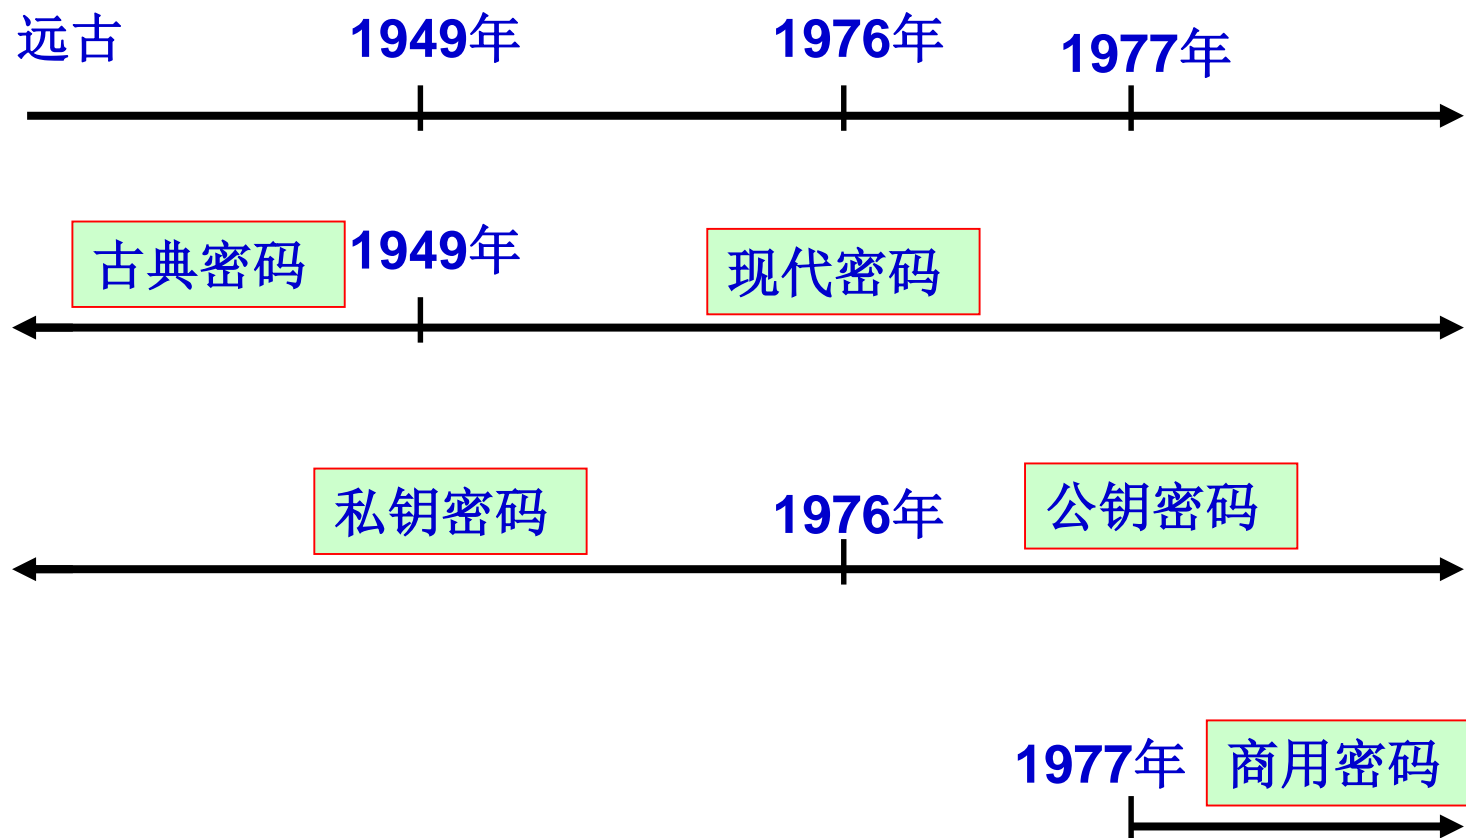 远古 1949年 1976年 1977年
古典密码 1949年 现代密码
私钥密码 1976年 公钥密码
1977年 商用密码